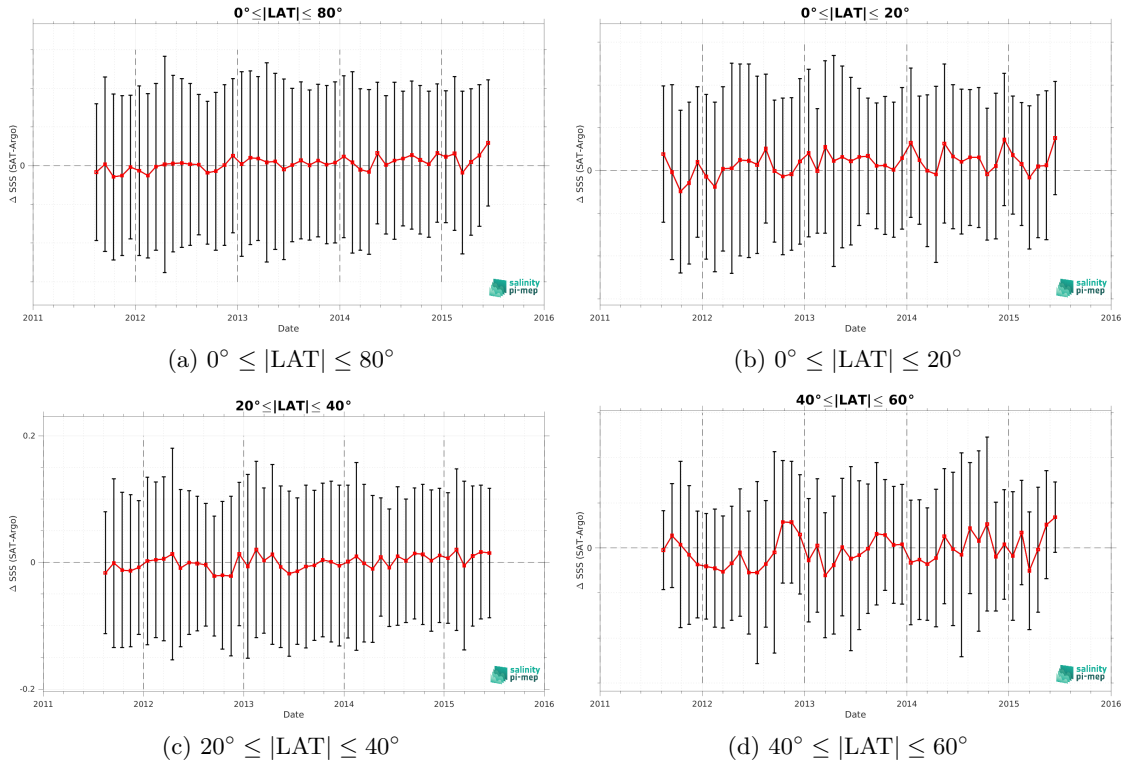 0°≤|LAT|≤ 80°
Δ SSS (SAT-Argo)
0
2011 2012 2013 2014 2015 2016
Date
salinity
pi-mep
(a) 0° ≤ |LAT| ≤ 80°
0°≤|LAT|≤ 20°
Δ SSS (SAT-Argo)
0
2011 2012 2013 2014 2015 2016
Date
salinity
pi-mep
(b) 0° ≤ |LAT| ≤ 20°
20°≤|LAT|≤ 40°
Δ SSS (SAT-Argo)
0.2
0
-0.2
2011 2012 2013 2014 2015 2016
Date
salinity
pi-mep
(c) 20° ≤ |LAT| ≤ 40°
40°≤|LAT|≤ 60°
Δ SSS (SAT-Argo)
0
2011 2012 2013 2014 2015 2016
Date
salinity
pi-mep
(d) 40° ≤ |LAT| ≤ 60°